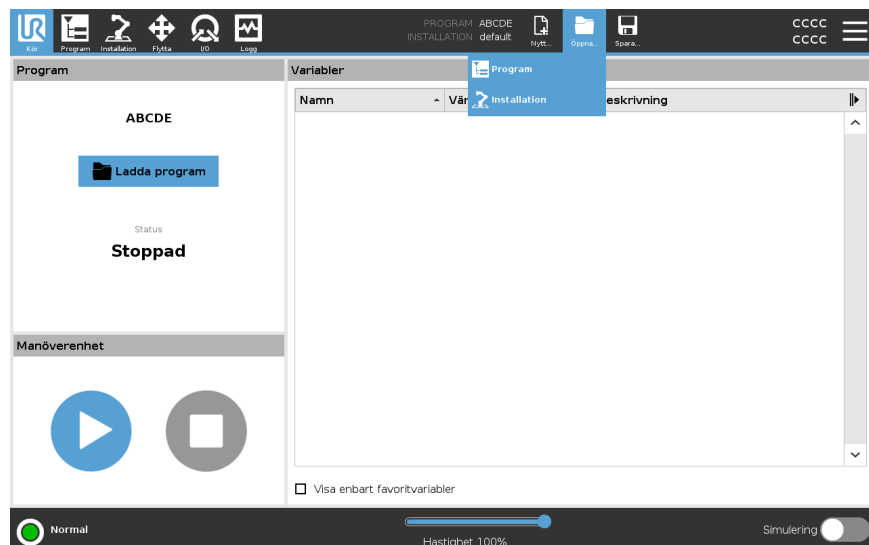 PROGRAM ABCDE
INSTALLATION default
CCCC
CCCC
Kör
Program
Installation
Flytta
I/O
Logg
Nytt...
Öppna...
Spara...
Program
Variabler
Program
Installation
Namn
Vär
eskrivning
ABCDE
Ladda program
Status
Stoppad
Manöverenhet
Visa enbart favoritvariabler
Normal
Hastighet 100%
Simulering